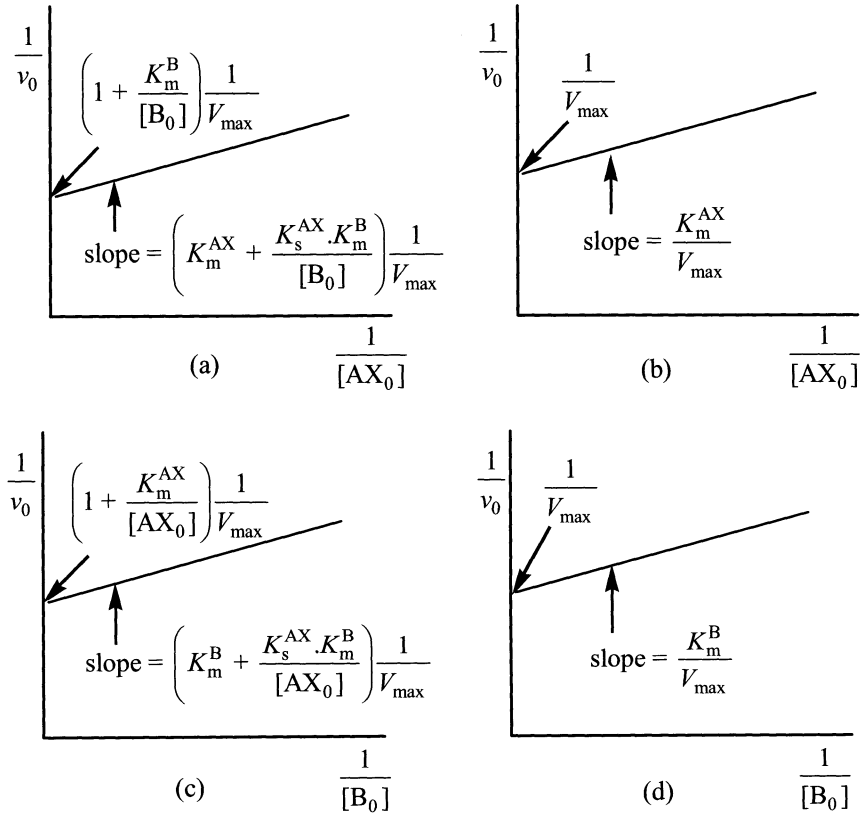 1/v₀
(1 + K_m^B/[B₀]) 1/V_max
slope = (K_m^AX + K_s^AX.K_m^B/[B₀]) 1/V_max
1/[AX₀]
(a)
1/v₀
1/V_max
slope = K_m^AX/V_max
1/[AX₀]
(b)
1/v₀
(1 + K_m^AX/[AX₀]) 1/V_max
slope = (K_m^B + K_s^AX.K_m^B/[AX₀]) 1/V_max
1/[B₀]
(c)
1/v₀
1/V_max
slope = K_m^B/V_max
1/[B₀]
(d)